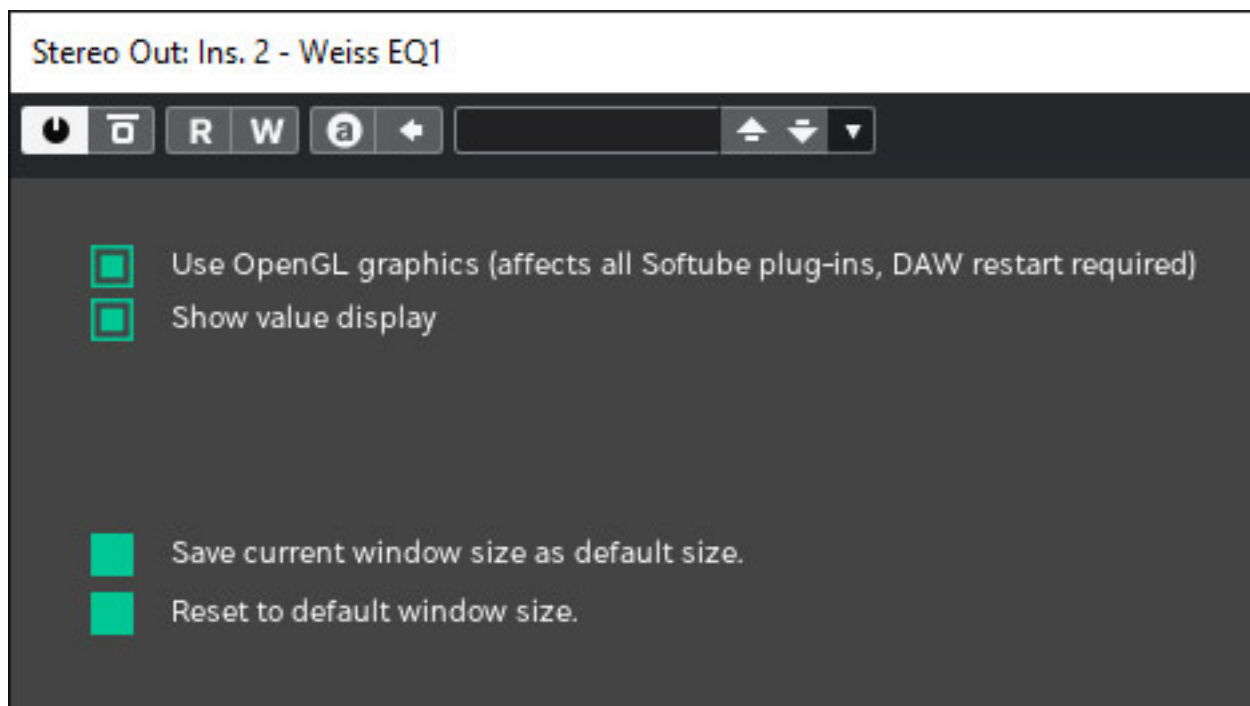 Stereo Out: Ins. 2 - Weiss EQ1
R W a
Use OpenGL graphics (affects all Softube plug-ins, DAW restart required)
Show value display
Save current window size as default size.
Reset to default window size.